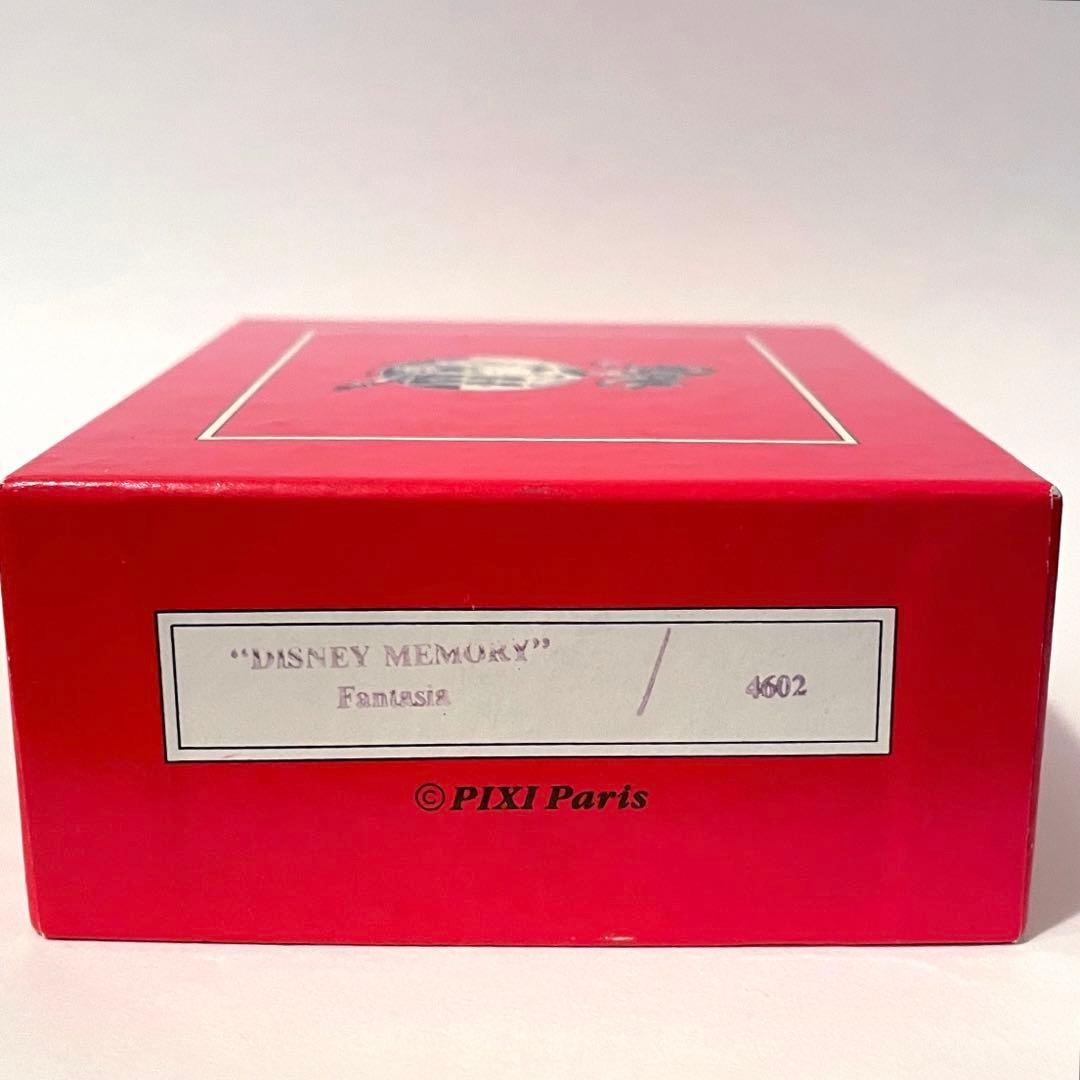 “DISNEY MEMORY” / 4602
Fantasia
©PIXI Paris